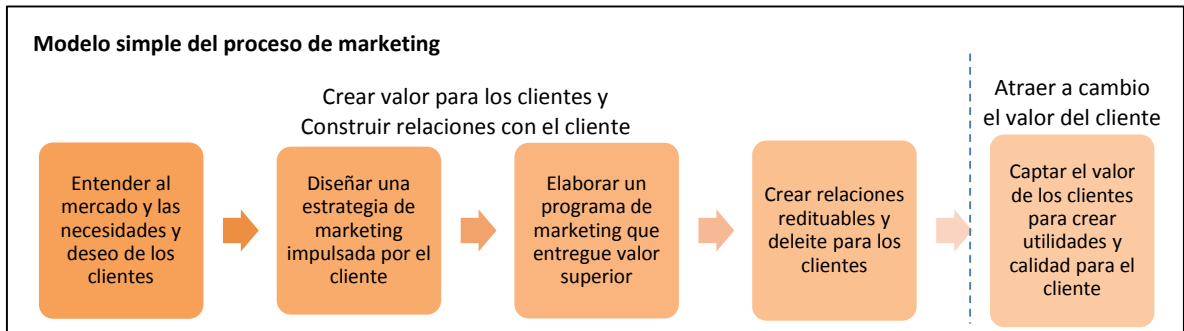 Modelo simple del proceso de marketing
Crear valor para los clientes y
Construir relaciones con el cliente
Atraer a cambio
el valor del cliente
Entender al
mercado y las
necesidades y
deseo de los
clientes
Diseñar una
estrategia de
marketing
impulsada por el
cliente
Elaborar un
programa de
marketing que
entregue valor
superior
Crear relaciones
redituables y
deleite para los
clientes
Captar el valor
de los clientes
para crear
utilidades y
calidad para el
cliente